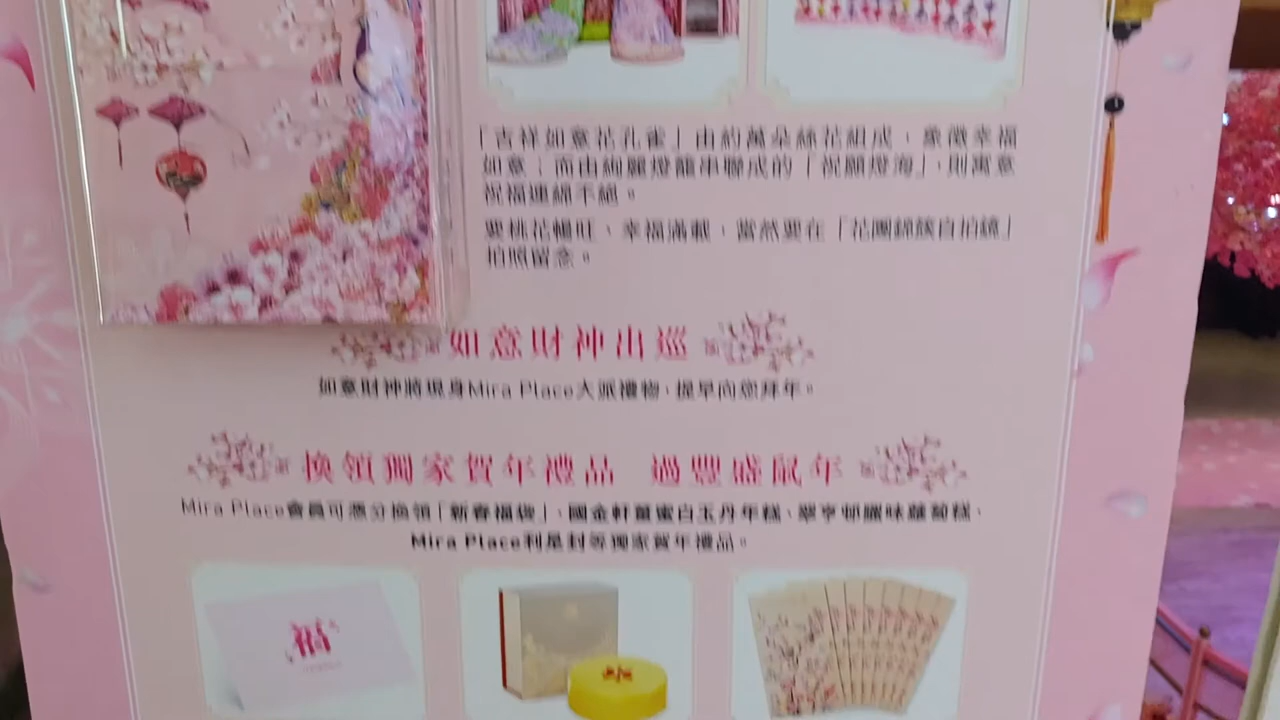 「吉祥如意花孔雀」由約萬朵絲花組成，象徵幸福
如意；而由絢麗燈籠串聯成的「祝願燈海」，則寓意
祝福連綿不絕。
要桃花暢旺、幸福滿載，當然要在「花團錦簇自拍鏡」
拍照留念。
如意財神出巡
如意財神將現身Mira Place大派禮物，提早向您拜年。
換領獨家賀年禮品 過豐盛鼠年
Mira Place會員可憑分換領「新春福袋」、國金軒薑蜜白玉丹年糕、翠亨邨臘味蘿蔔糕、
Mira Place利是封等獨家賀年禮品。
福